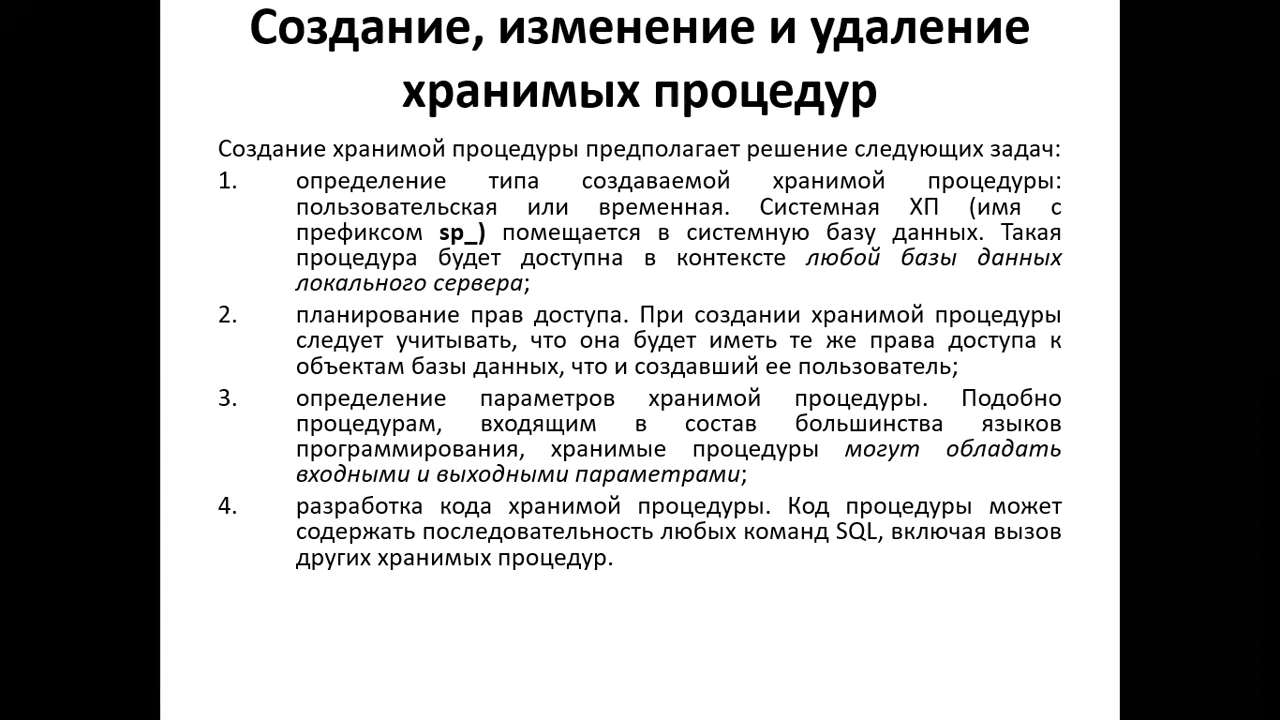 Создание, изменение и удаление
хранимых процедур
Создание хранимой процедуры предполагает решение следующих задач:
1. определение типа создаваемой хранимой процедуры:
пользовательская или временная. Системная ХП (имя с
префиксом sp_) помещается в системную базу данных. Такая
процедура будет доступна в контексте любой базы данных
локального сервера;
2. планирование прав доступа. При создании хранимой процедуры
следует учитывать, что она будет иметь те же права доступа к
объектам базы данных, что и создавший ее пользователь;
3. определение параметров хранимой процедуры. Подобно
процедурам, входящим в состав большинства языков
программирования, хранимые процедуры могут обладать
входными и выходными параметрами;
4. разработка кода хранимой процедуры. Код процедуры может
содержать последовательность любых команд SQL, включая вызов
других хранимых процедур.